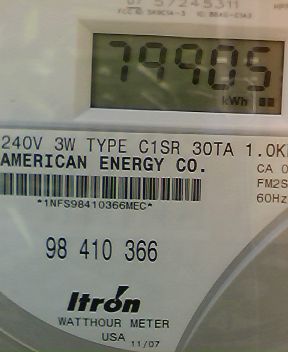 57245311
79905
kWh
240V 3W TYPE C1SR 30TA 1.0K
AMERICAN ENERGY CO.
CA 0
FM2S
60Hz
*1NFS98410366MEC*
98 410 366
Itron
WATTHOUR METER
USA 11/07